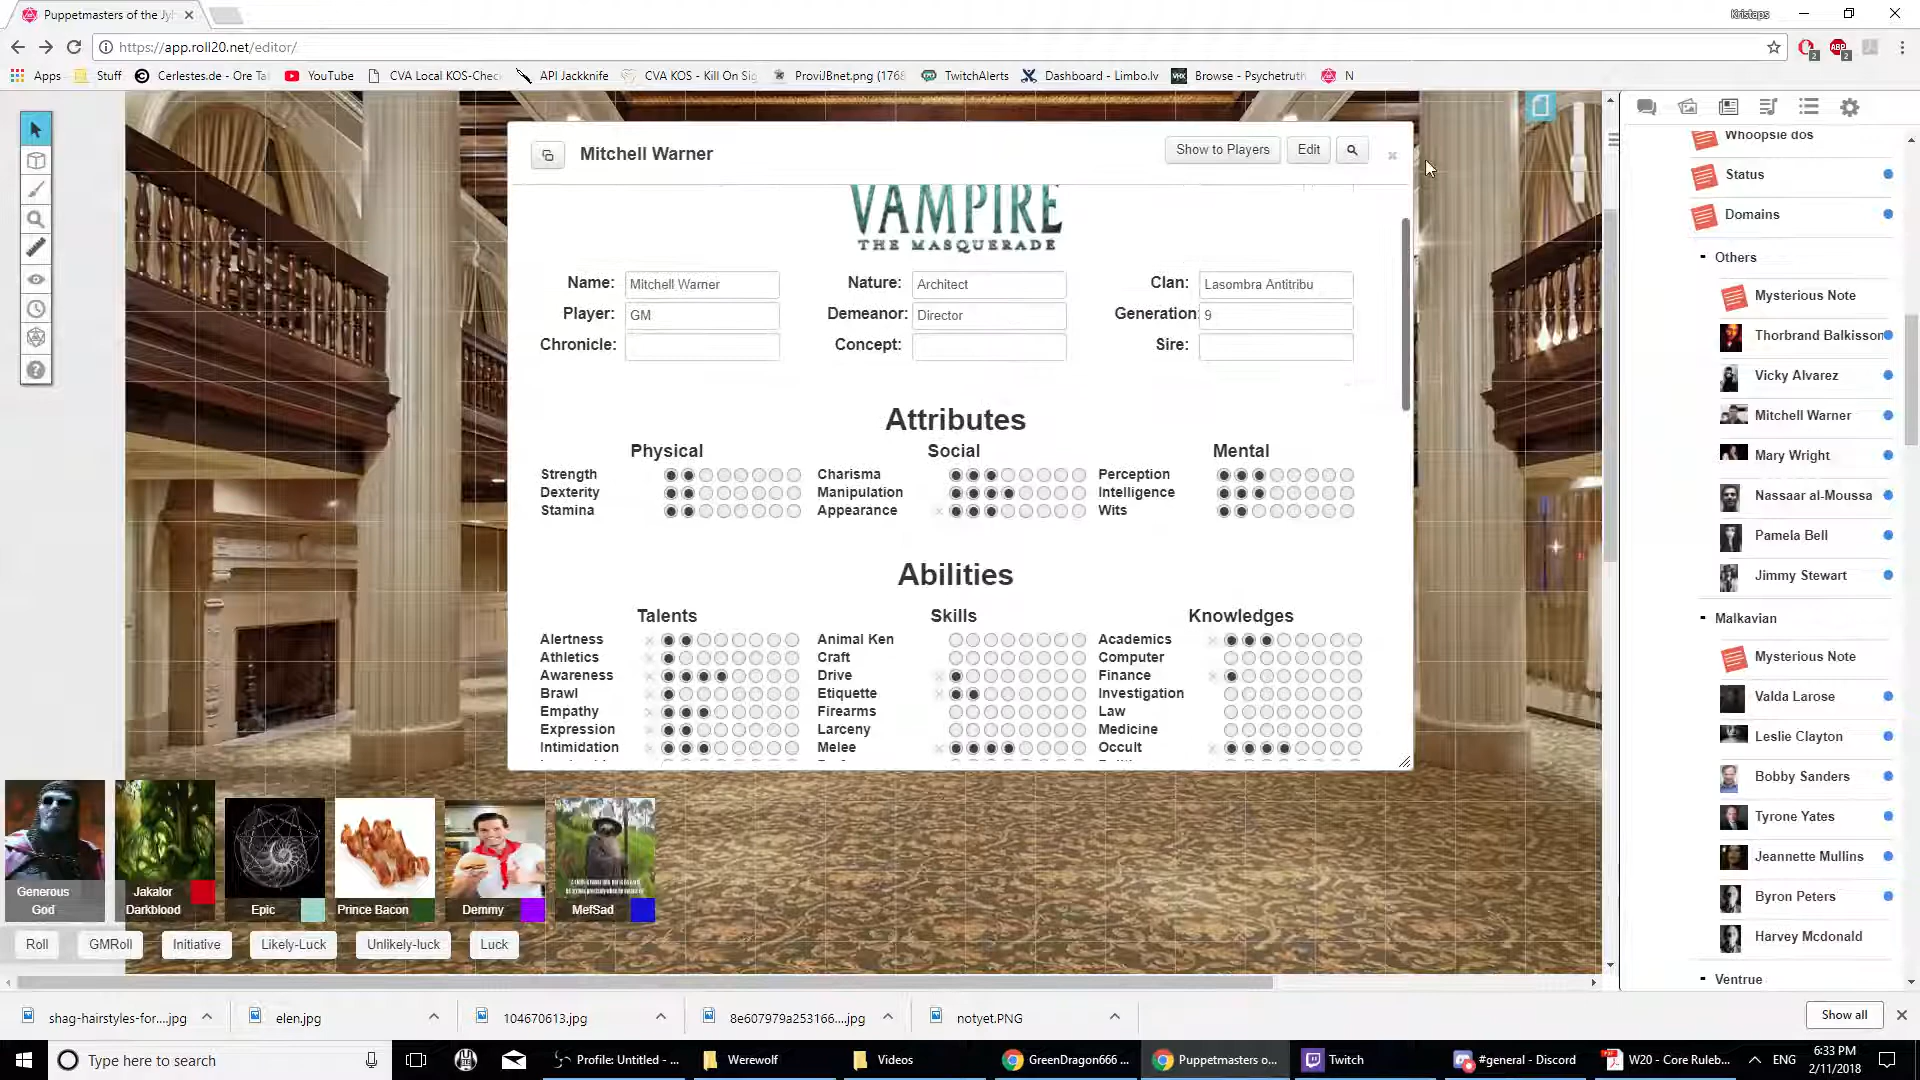 Puppetmasters of the Jyl
Kristaps
https://app.roll20.net/editor/
Apps Stuff Cerlestes.de - Ore Ta YouTube CVA Local KOS-Chec API Jackknife CVA KOS - Kill On Sig ProviJBnet.png (1768 TwitchAlerts Dashboard - Limbo.lv Browse - Psychetruth N
2 2
Mitchell Warner
Show to Players Edit
VAMPIRE
THE MASQUERADE
Name: Mitchell Warner Nature: Architect Clan: Lasombra Antitribu
Player: GM Demeanor: Director Generation: 9
Chronicle: Concept: Sire:
Attributes
Physical Social Mental
Strength Charisma Perception
Dexterity Manipulation Intelligence
Stamina Appearance Wits
Abilities
Talents Skills Knowledges
Alertness Animal Ken Academics
Athletics Craft Computer
Awareness Drive Finance
Brawl Etiquette Investigation
Empathy Firearms Law
Expression Larceny Medicine
Intimidation Melee Occult
Whoopsie dos
Status
Domains
Others
Mysterious Note
Thorbrand Balkisson
Vicky Alvarez
Mitchell Warner
Mary Wright
Nassaar al-Moussa
Pamela Bell
Jimmy Stewart
Malkavian
Mysterious Note
Valda Larose
Leslie Clayton
Bobby Sanders
Tyrone Yates
Jeannette Mullins
Byron Peters
Harvey Mcdonald
Ventrue
Generous God
Jakalor Darkblood
Epic
Prince Bacon
Demmy
MefSad
Roll GMRoll Initiative Likely-Luck Unlikely-luck Luck
shag-hairstyles-for....jpg elen.jpg 104670613.jpg 8e607979a253166....jpg notyet.PNG Show all
Type here to search
Profile: Untitled - ... Werewolf Videos GreenDragon666 ... Puppetmasters o... Twitch #general - Discord W20 - Core Ruleb... ENG
6:33 PM
2/11/2018